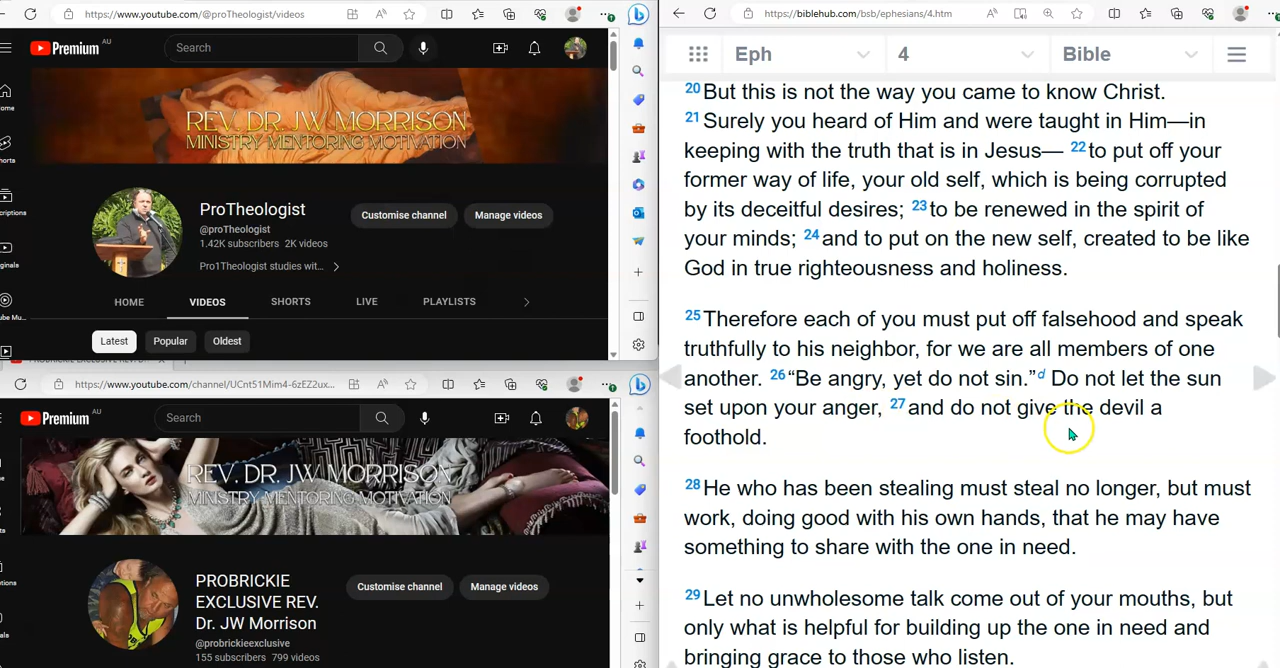 https://www.youtube.com/@proTheologist/videos
Premium AU
Search
REV. DR. JW MORRISON
MINISTRY MENTORING MOTIVATION
ProTheologist
@proTheologist
1.42K subscribers 2K videos
Pro1Theologist studies wit...
Customise channel
Manage videos
HOME
VIDEOS
SHORTS
LIVE
PLAYLISTS
Latest
Popular
Oldest
https://www.youtube.com/channel/UCnt51Mim4-6zEZ2ux...
Premium AU
Search
REV. DR. JW MORRISON
MINISTRY MENTORING MOTIVATION
PROBRICKIE
EXCLUSIVE REV.
Dr. JW Morrison
@probrickieexclusive
155 subscribers 799 videos
Customise channel
Manage videos
https://biblehub.com/bsb/ephesians/4.htm
Eph
4
Bible
20 But this is not the way you came to know Christ.
21 Surely you heard of Him and were taught in Him—in
keeping with the truth that is in Jesus— 22 to put off your
former way of life, your old self, which is being corrupted
by its deceitful desires; 23 to be renewed in the spirit of
your minds; 24 and to put on the new self, created to be like
God in true righteousness and holiness.
25 Therefore each of you must put off falsehood and speak
truthfully to his neighbor, for we are all members of one
another. 26 “Be angry, yet do not sin.” d Do not let the sun
set upon your anger, 27 and do not give the devil a
foothold.
28 He who has been stealing must steal no longer, but must
work, doing good with his own hands, that he may have
something to share with the one in need.
29 Let no unwholesome talk come out of your mouths, but
only what is helpful for building up the one in need and
bringing grace to those who listen.